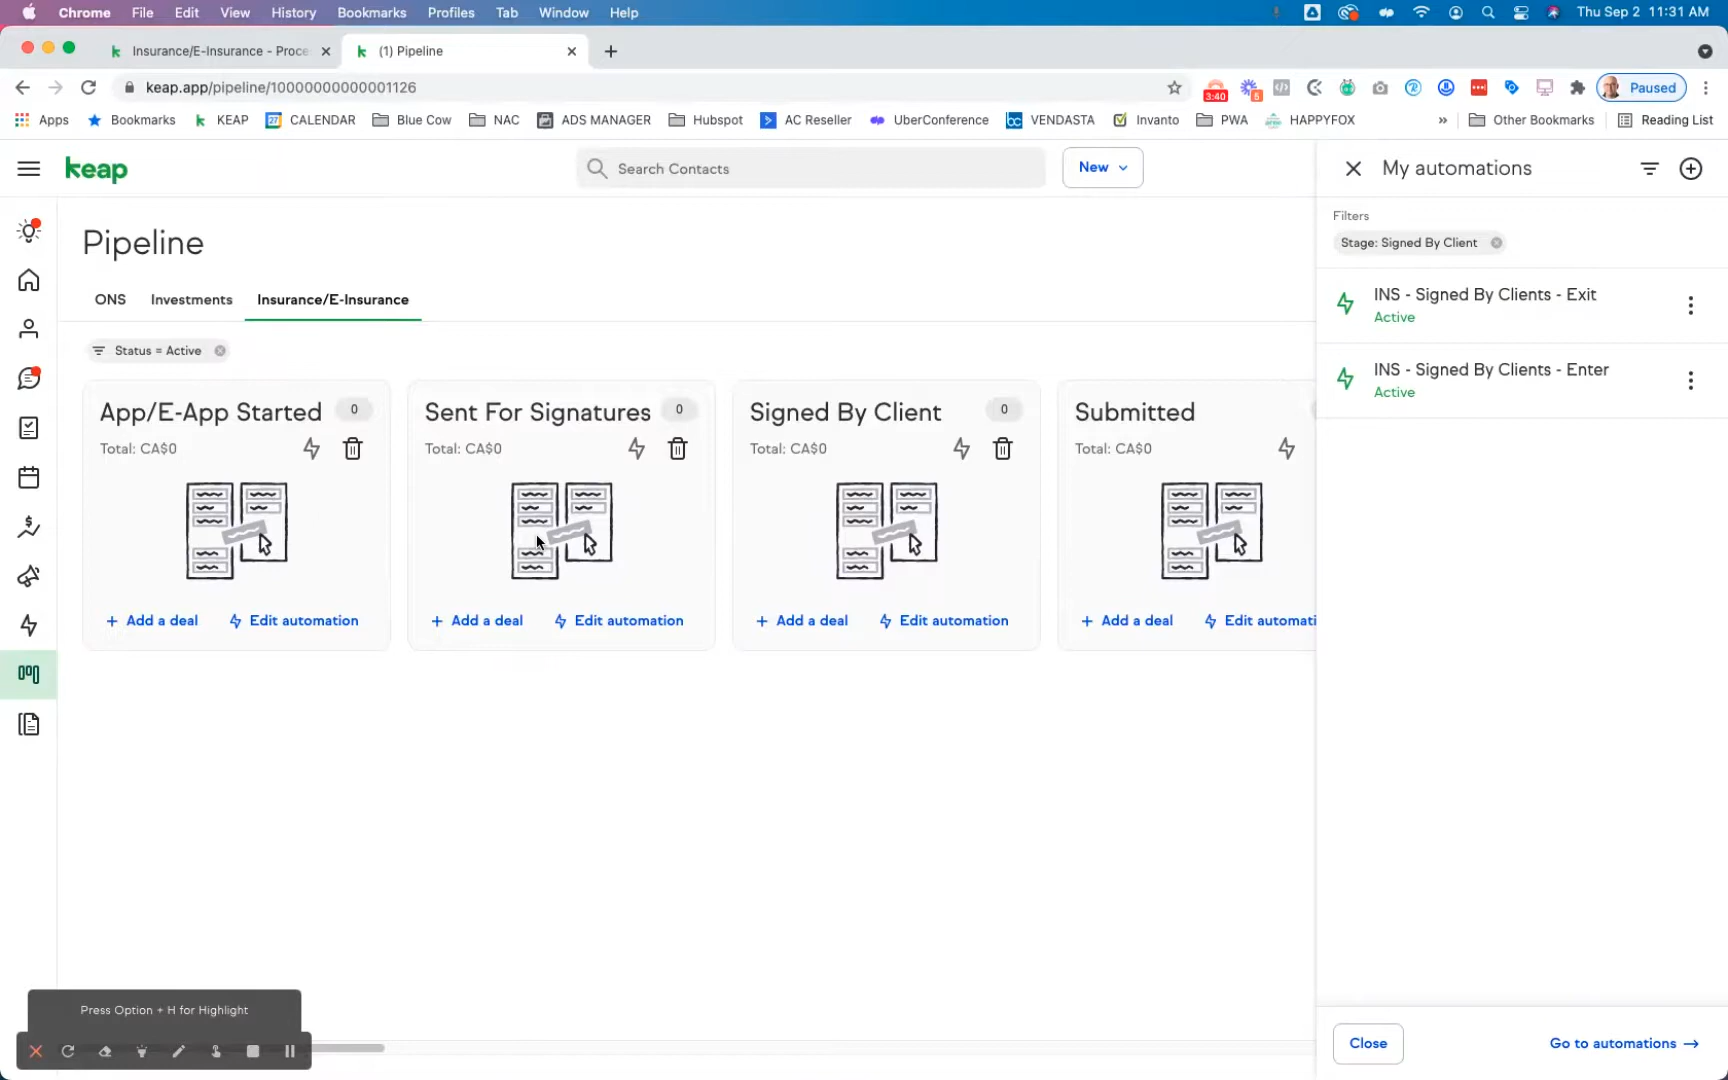 Chrome File Edit View History Bookmarks Profiles Tab Window Help Thu Sep 2 11:31 AM
Insurance/E-Insurance - Proce
(1) Pipeline
keap.app/pipeline/10000000000001126
3:40
5
Paused
Apps Bookmarks KEAP CALENDAR Blue Cow NAC ADS MANAGER Hubspot AC Reseller UberConference VENDASTA Invanto PWA HAPPYFOX » Other Bookmarks Reading List
keap
Search Contacts
New
My automations
Filters
Stage: Signed By Client
INS - Signed By Clients - Exit
Active
INS - Signed By Clients - Enter
Active
Pipeline
ONS Investments Insurance/E-Insurance
Status = Active
App/E-App Started 0
Total: CA$0
+ Add a deal Edit automation
Sent For Signatures 0
Total: CA$0
+ Add a deal Edit automation
Signed By Client 0
Total: CA$0
+ Add a deal Edit automation
Submitted
Total: CA$0
+ Add a deal Edit automati
Press Option + H for Highlight
Close
Go to automations →